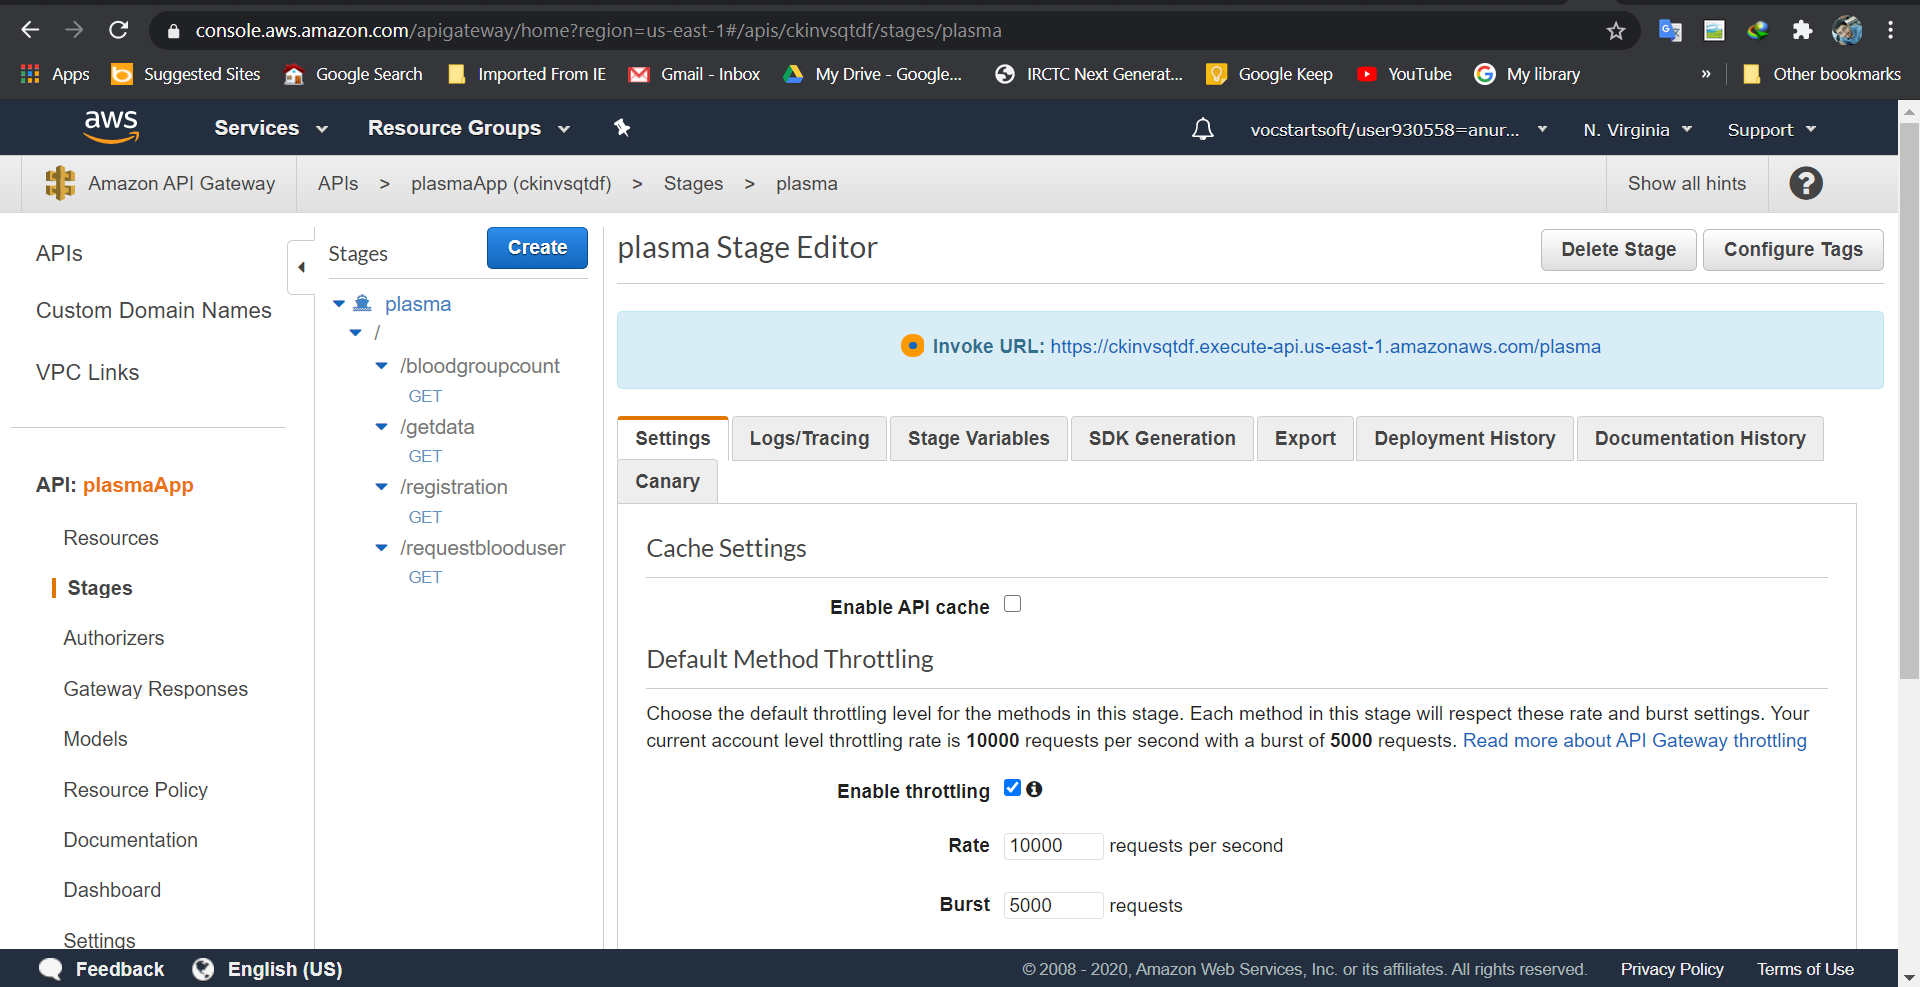 console.aws.amazon.com/apigateway/home?region=us-east-1#/apis/ckinvsqtdf/stages/plasma
Apps Suggested Sites Google Search Imported From IE Gmail - Inbox My Drive - Google... IRCTC Next Generat... Google Keep YouTube My library » Other bookmarks
aws Services Resource Groups vocstartsoft/user930558=anur... N. Virginia Support
Amazon API Gateway APIs > plasmaApp (ckinvsqtdf) > Stages > plasma Show all hints ?
APIs
Custom Domain Names
VPC Links
API: plasmaApp
Resources
Stages
Authorizers
Gateway Responses
Models
Resource Policy
Documentation
Dashboard
Settings
Stages Create
plasma
/
/bloodgroupcount
GET
/getdata
GET
/registration
GET
/requestblooduser
GET
plasma Stage Editor Delete Stage Configure Tags
Invoke URL: https://ckinvsqtdf.execute-api.us-east-1.amazonaws.com/plasma
Settings Logs/Tracing Stage Variables SDK Generation Export Deployment History Documentation History
Canary
Cache Settings
Enable API cache
Default Method Throttling
Choose the default throttling level for the methods in this stage. Each method in this stage will respect these rate and burst settings. Your
current account level throttling rate is 10000 requests per second with a burst of 5000 requests. Read more about API Gateway throttling
Enable throttling
Rate 10000 requests per second
Burst 5000 requests
Feedback English (US) © 2008 - 2020, Amazon Web Services, Inc. or its affiliates. All rights reserved. Privacy Policy Terms of Use